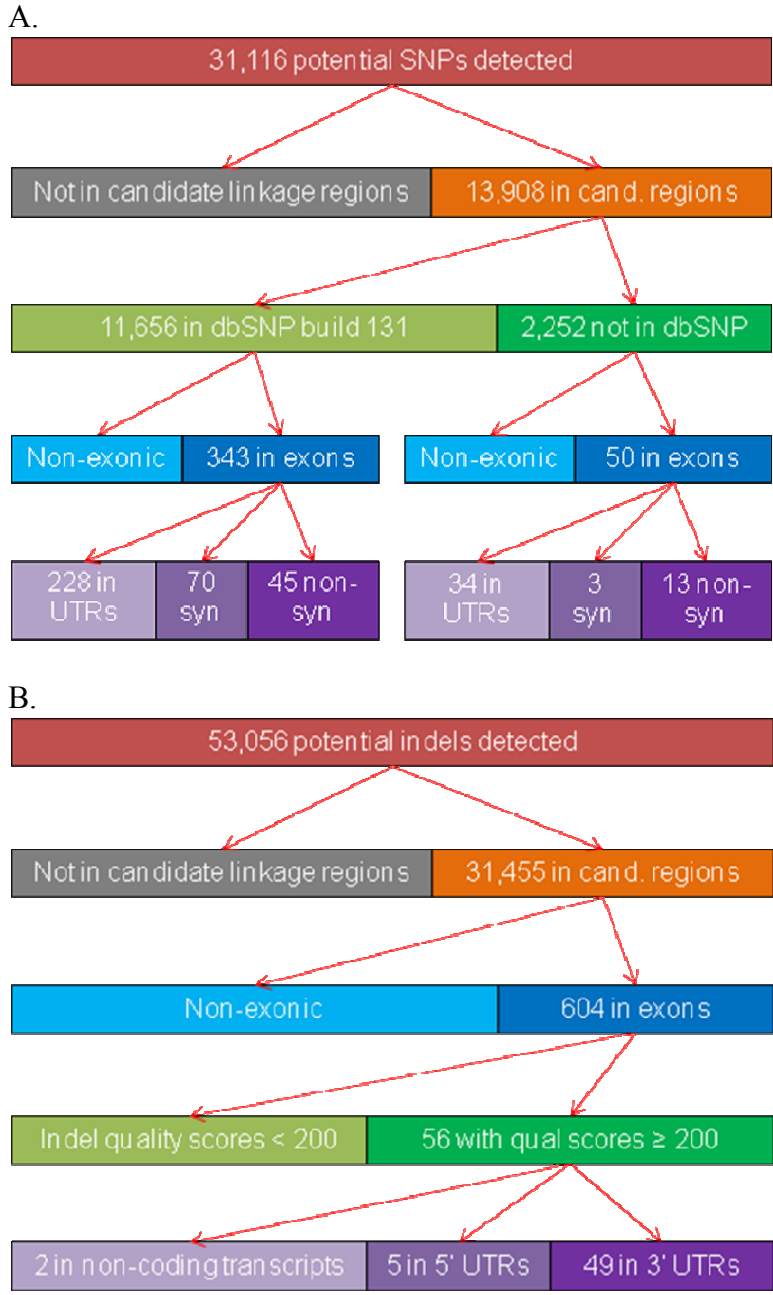 A.
31,116 potential SNPs detected
Not in candidate linkage regions
13,908 in cand. regions
11,656 in dbSNP build 131
2,252 not in dbSNP
Non-exonic
343 in exons
Non-exonic
50 in exons
228 in
UTRs
70
syn
45 non-
syn
34 in
UTRs
3
syn
13 non-
syn
B.
53,056 potential indels detected
Not in candidate linkage regions
31,455 in cand. regions
Non-exonic
604 in exons
Indel quality scores < 200
56 with qual scores ≥ 200
2 in non-coding transcripts
5 in 5' UTRs
49 in 3' UTRs